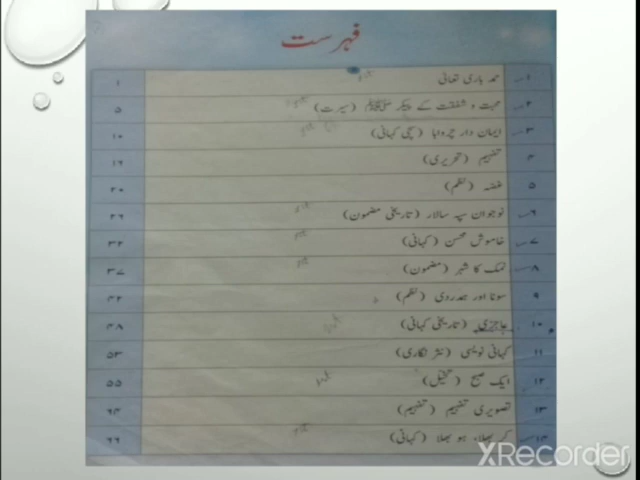 فہرست
۱۔ حمد باری تعالیٰ ۱
۲۔ محبت و شفقت کے پیکر ﷺ (سیرت) ۵
۳۔ ایمان دار چرواہا (سچی کہانی) ۱۰
۴ تفہیم (تحریری) ۱۶
۵ غصہ (نظم) ۲۰
۶۔ نوجوان سپہ سالار (تاریخی مضمون) ۲۶
۷۔ خاموش محسن (کہانی) ۳۲
۸۔ نمک کا شہر (مضمون) ۳۷
۹ سونا اور ہمدردی (نظم) ۴۲
۱۰۔ (تاریخی کہانی) ۴۸
۱۱ کہانی نویسی (نثر نگاری) ۵۳
۱۲ ایک صبح (تخیل) ۵۵
۱۳ تصویری تفہیم (تفہیم) ۶۴
۱۴۔ کر بھلا، ہو بھلا (کہانی) ۶۶
XRecorder